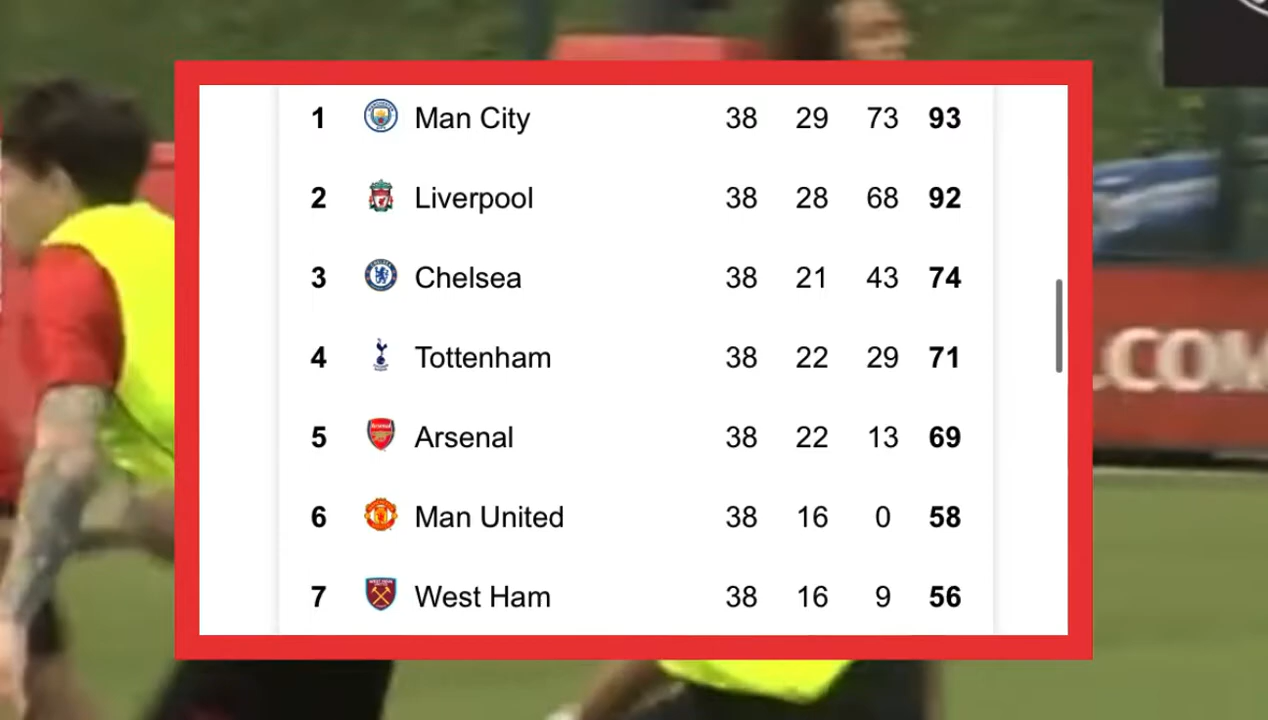 1 Man City 38 29 73 93
2 Liverpool 38 28 68 92
3 Chelsea 38 21 43 74
4 Tottenham 38 22 29 71
5 Arsenal 38 22 13 69
6 Man United 38 16 0 58
7 West Ham 38 16 9 56
.COM